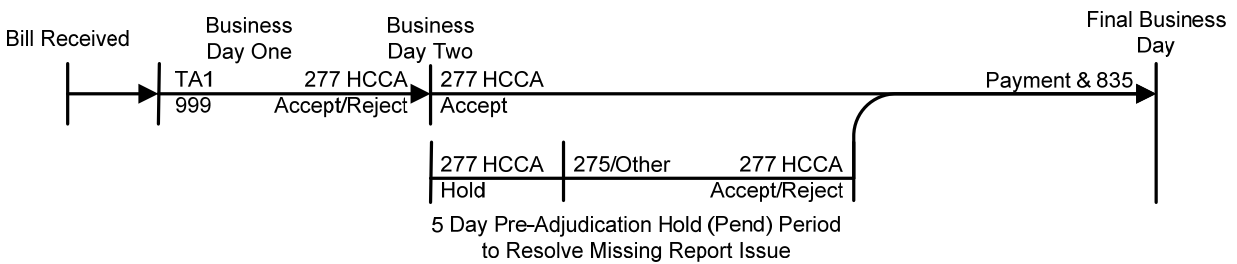 Bill Received
Business
Day One
Business
Day Two
Final Business
Day
TA1
999
277 HCCA
Accept/Reject
277 HCCA
Accept
Payment & 835
277 HCCA
Hold
275/Other
277 HCCA
Accept/Reject
5 Day Pre-Adjudication Hold (Pend) Period
to Resolve Missing Report Issue